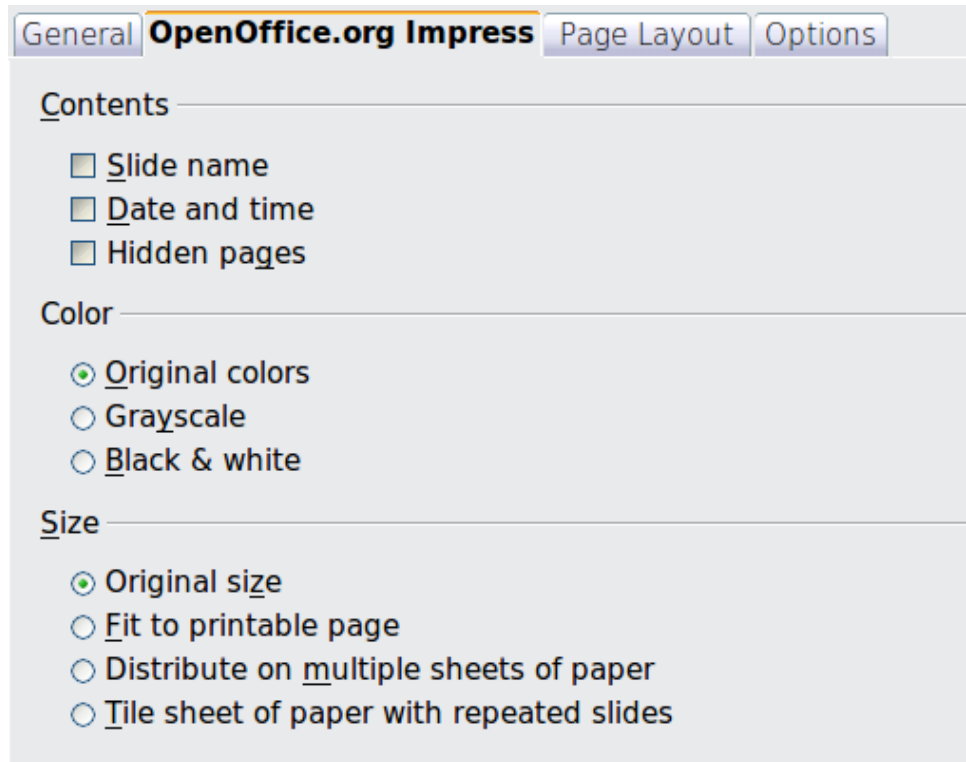 General OpenOffice.org Impress Page Layout Options
Contents
Slide name
Date and time
Hidden pages
Color
Original colors
Grayscale
Black & white
Size
Original size
Fit to printable page
Distribute on multiple sheets of paper
Tile sheet of paper with repeated slides